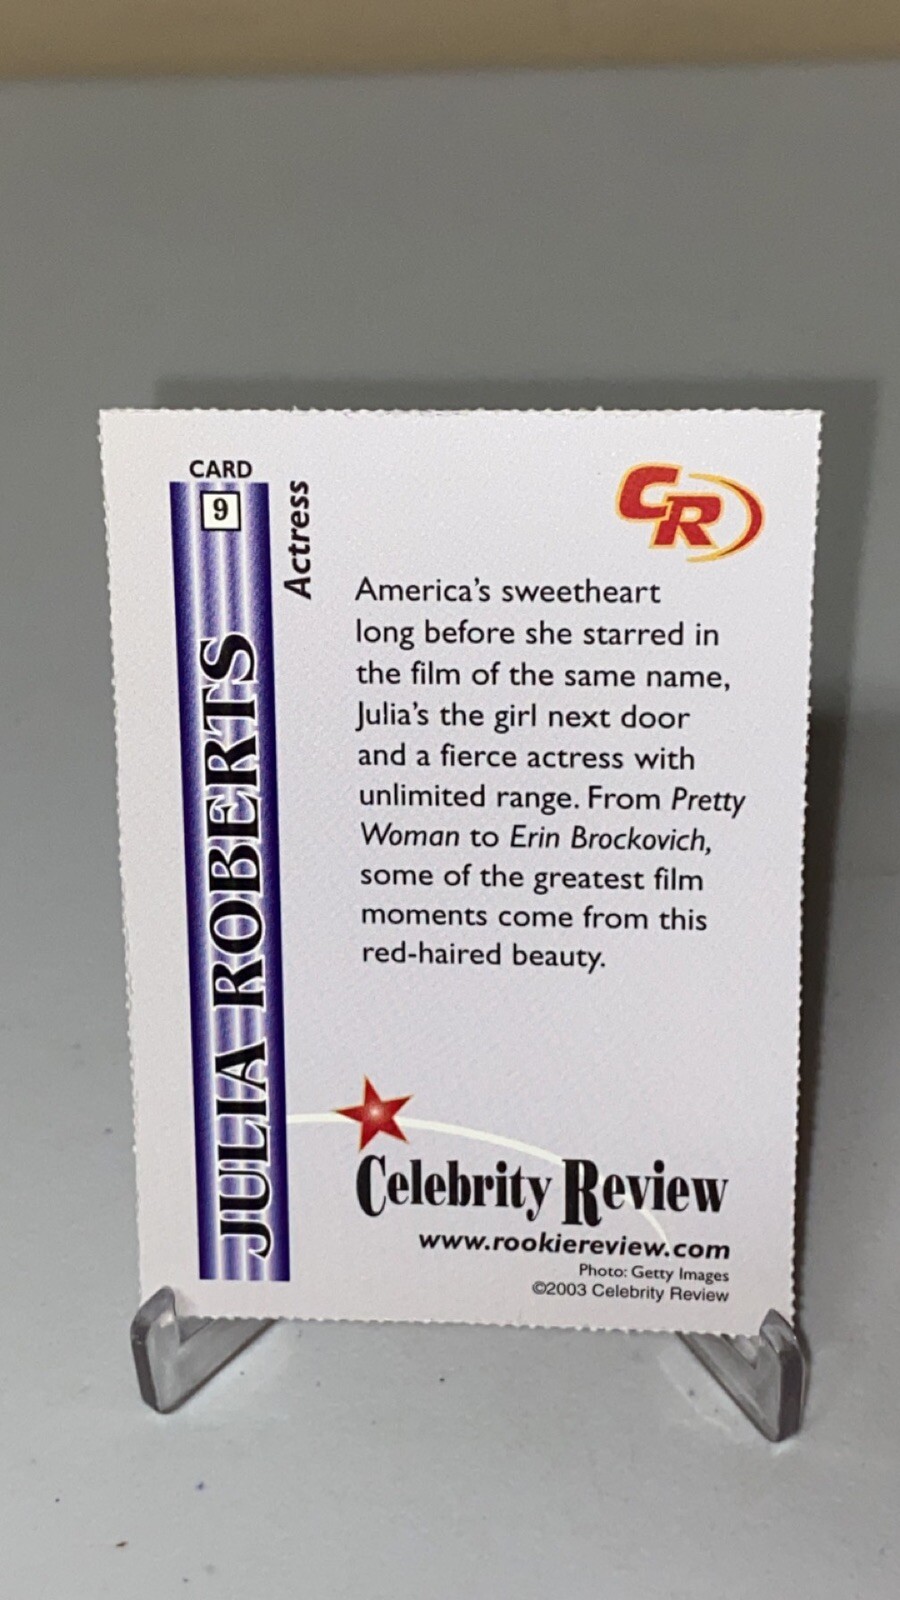 CARD
9
Actress
JULIA ROBERTS
CR
America's sweetheart
long before she starred in
the film of the same name,
Julia's the girl next door
and a fierce actress with
unlimited range. From Pretty
Woman to Erin Brockovich,
some of the greatest film
moments come from this
red-haired beauty.
Celebrity Review
www.rookiereview.com
Photo: Getty Images
©2003 Celebrity Review